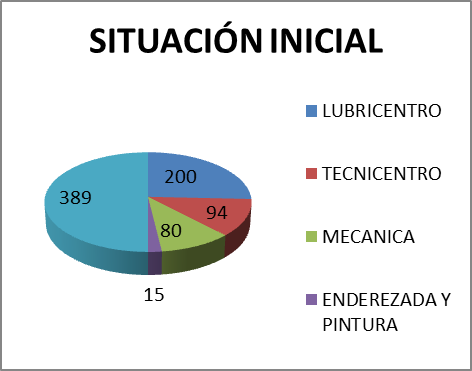 SITUACIÓN INICIAL
LUBRICENTRO
TECNICENTRO
MECANICA
ENDEREZADA Y
PINTURA
200
94
80
15
389